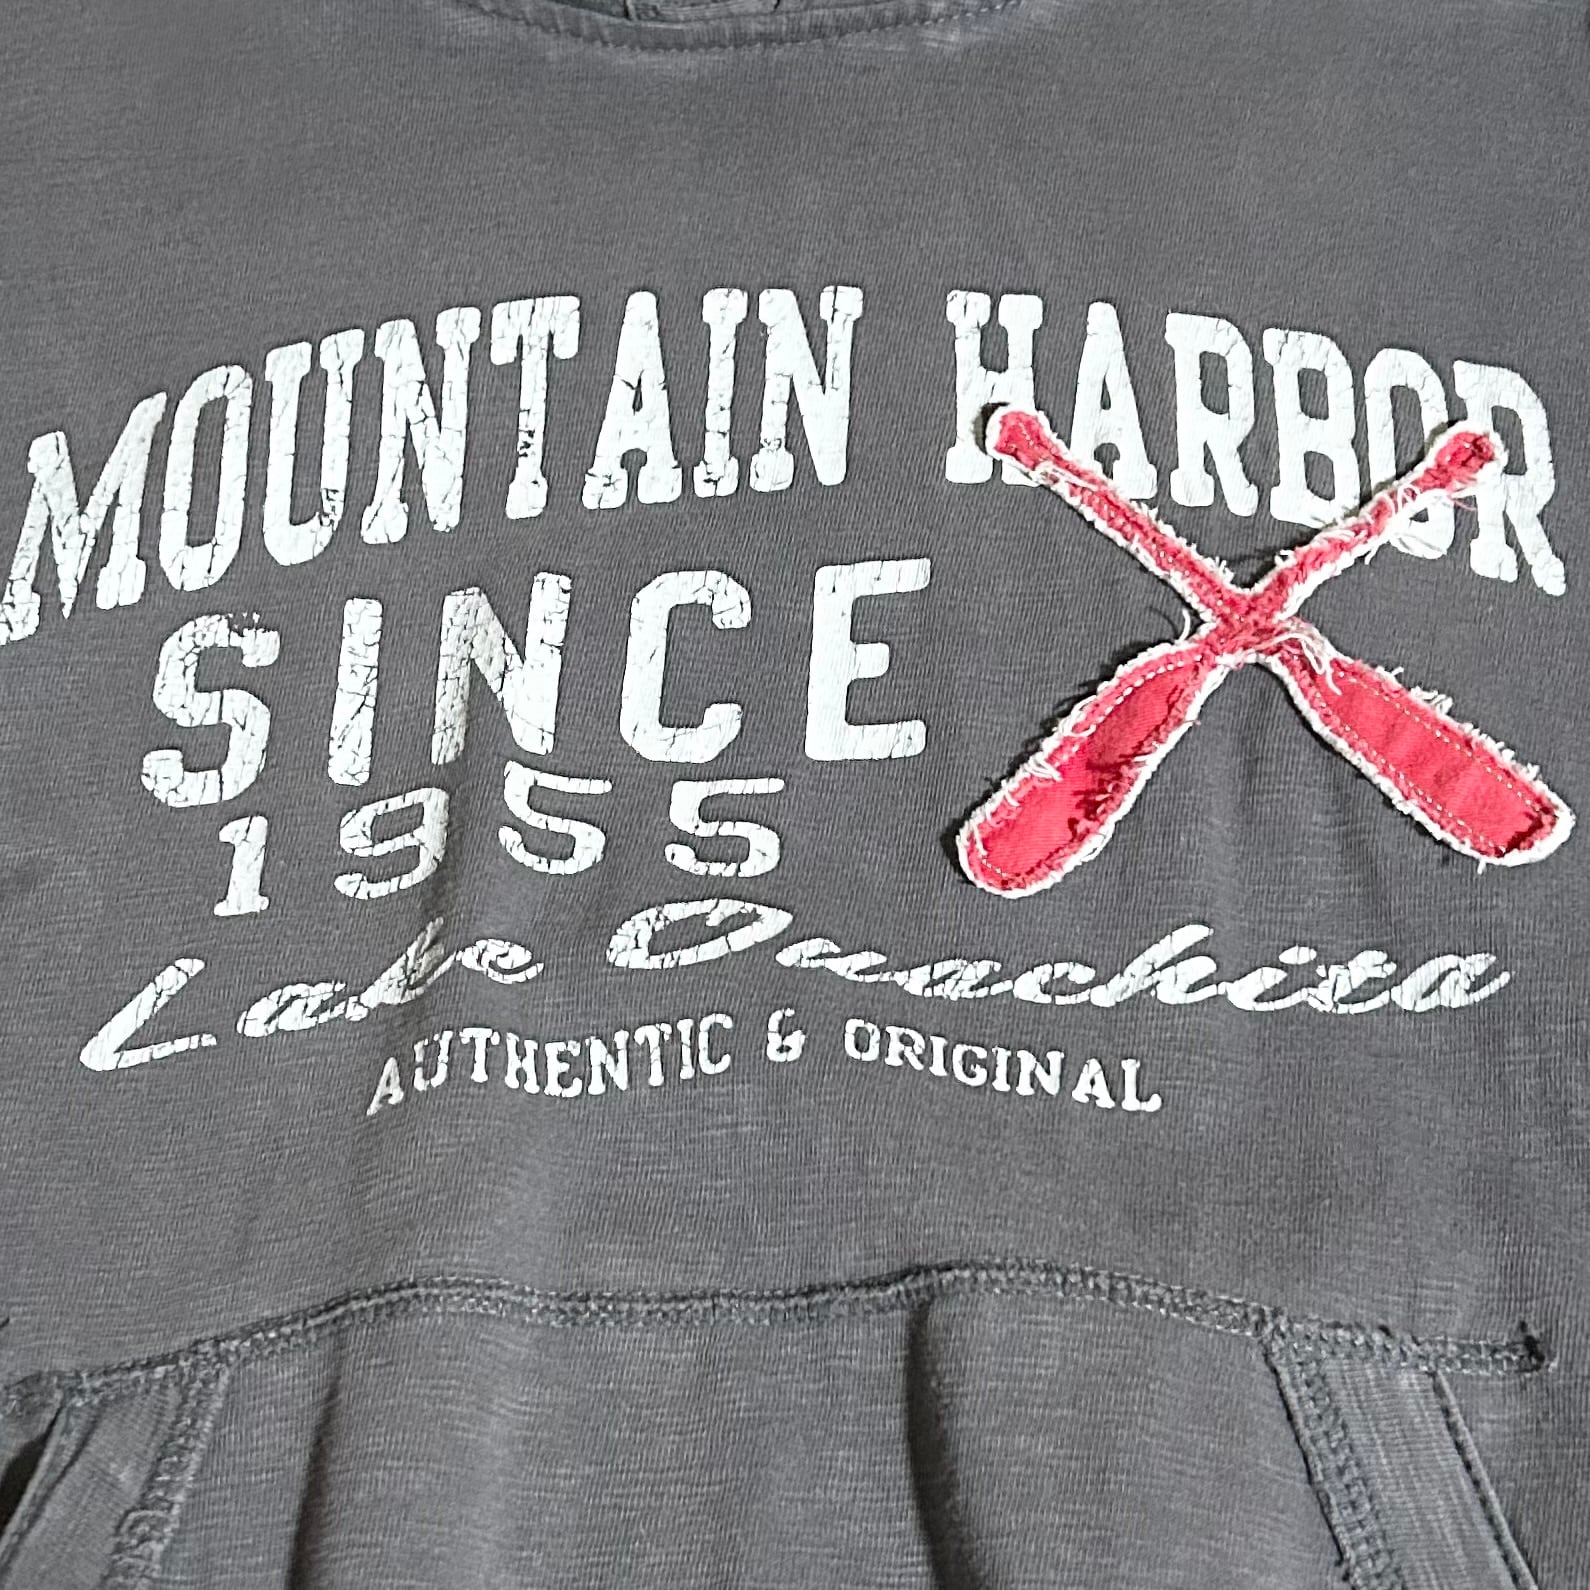 MOUNTAIN HARBOR
SINCE
1955
Lake Ouachita
AUTHENTIC & ORIGINAL